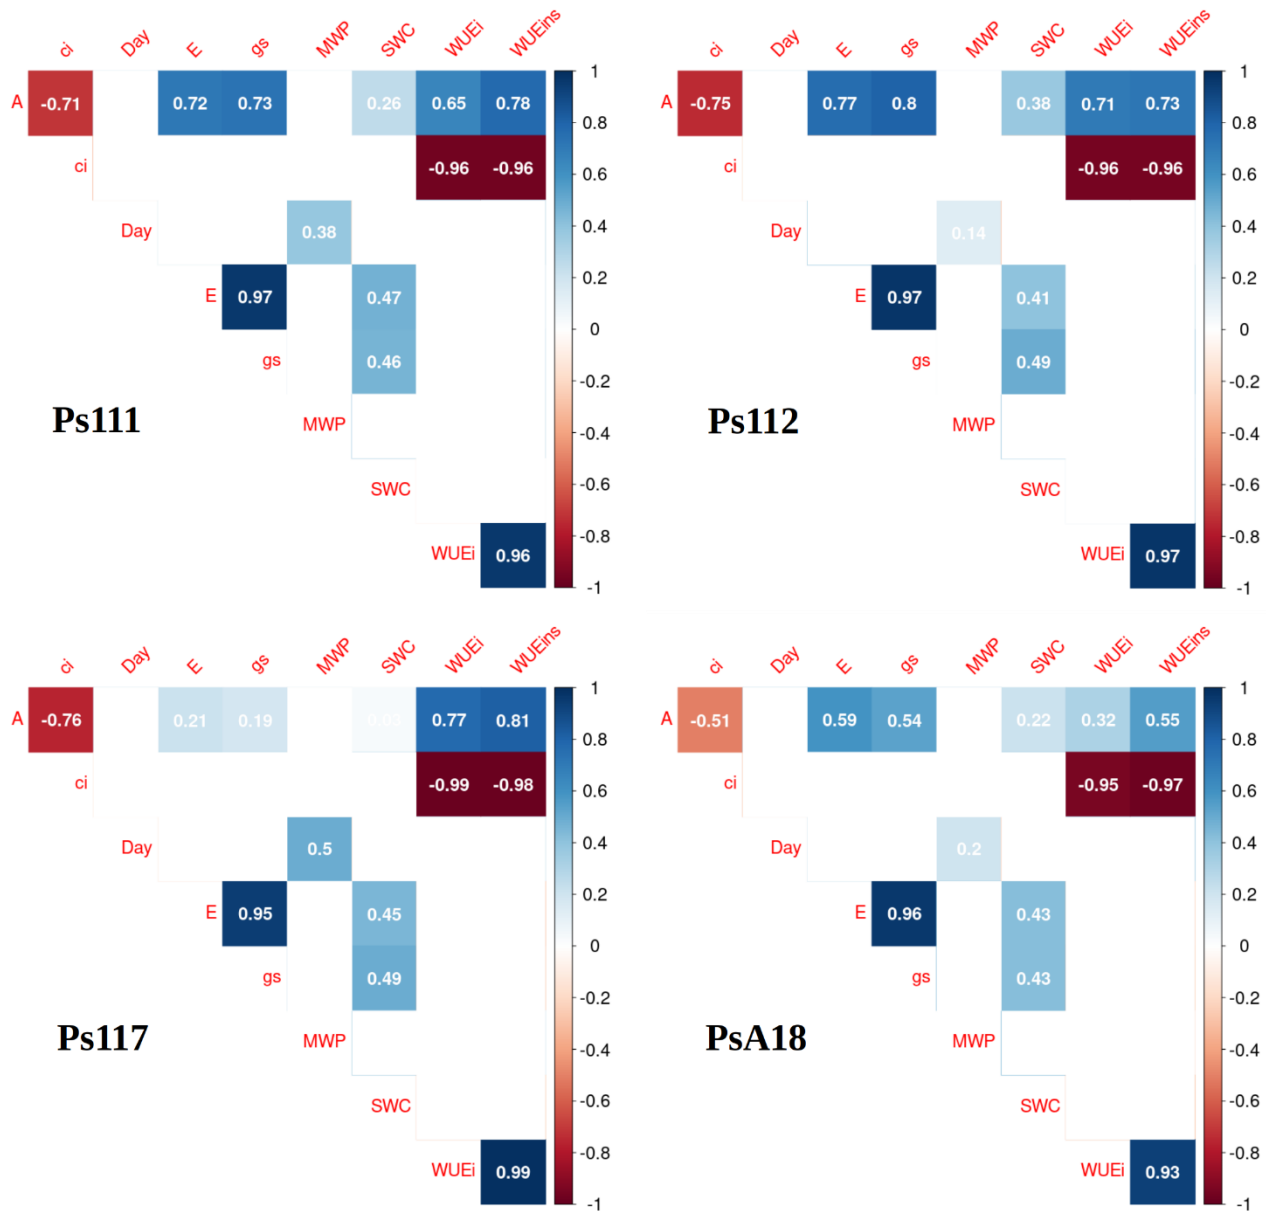 ci Day E gs MWP SWC WUEi WUEins
A -0.71 0.72 0.73 0.26 0.65 0.78 1
0.8
ci -0.96 -0.96
0.6
Day 0.38 0.4
0.2
E 0.97 0.47
0
gs 0.46
-0.2
Ps111 MWP -0.4
SWC -0.6
-0.8
WUEi 0.96
-1
ci Day E gs MWP SWC WUEi WUEins
A -0.75 0.77 0.8 0.38 0.71 0.73 1
0.8
ci -0.96 -0.96
0.6
Day 0.14 0.4
0.2
E 0.97 0.41
0
gs 0.49
-0.2
Ps112 MWP -0.4
SWC -0.6
-0.8
WUEi 0.97
-1
ci Day E gs MWP SWC WUEi WUEins
A -0.76 0.21 0.19 0.03 0.77 0.81 1
0.8
ci -0.99 -0.98
0.6
Day 0.5 0.4
0.2
E 0.95 0.45
0
gs 0.49
-0.2
Ps117 MWP -0.4
SWC -0.6
-0.8
WUEi 0.99
-1
ci Day E gs MWP SWC WUEi WUEins
A -0.51 0.59 0.54 0.22 0.32 0.55 1
0.8
ci -0.95 -0.97
0.6
Day 0.2 0.4
0.2
E 0.96 0.43
0
gs 0.43
-0.2
PsA18 MWP -0.4
SWC -0.6
-0.8
WUEi 0.93
-1